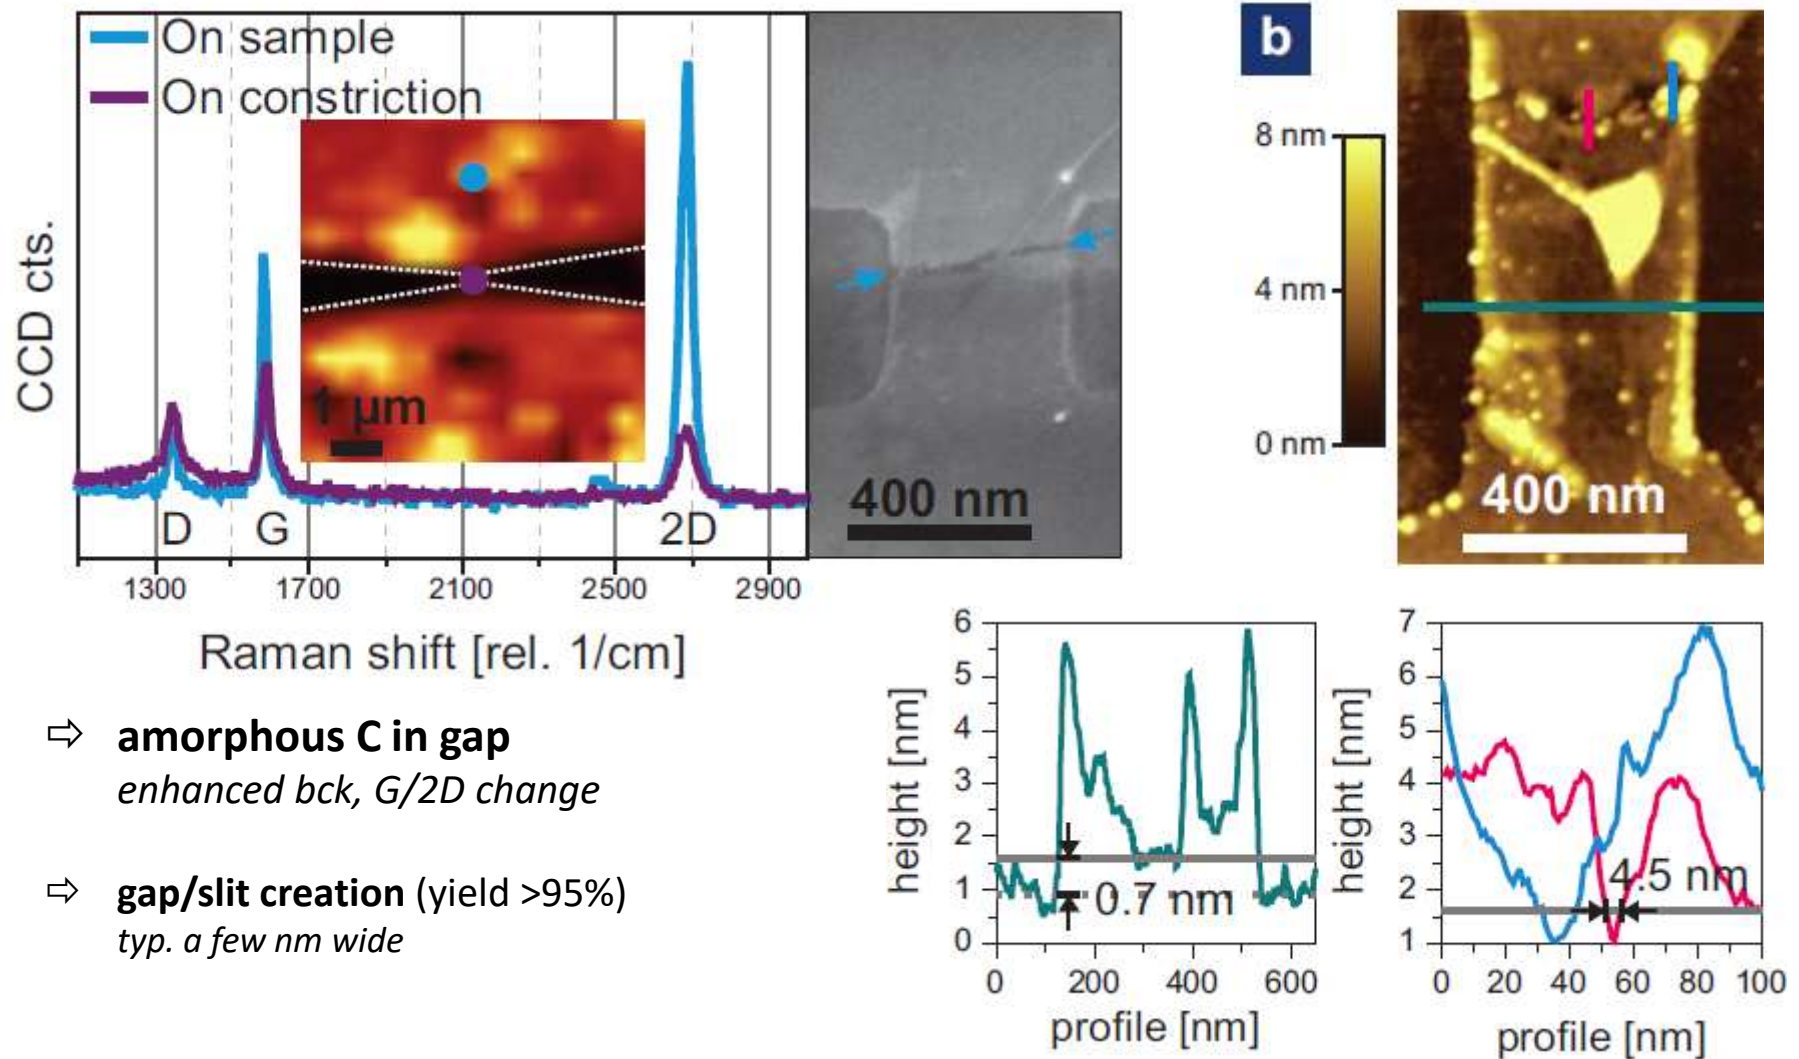 On sample
On constriction
CCD cts.
1 μm
D G 2D
1300 1700 2100 2500 2900
Raman shift [rel. 1/cm]
400 nm
b
8 nm
4 nm
0 nm
400 nm
⇨ amorphous C in gap
enhanced bck, G/2D change
⇨ gap/slit creation (yield >95%)
typ. a few nm wide
height [nm]
6
5
4
3
2
1
0
0.7 nm
0 200 400 600
profile [nm]
height [nm]
7
6
5
4
3
2
1
4.5 nm
0 20 40 60 80 100
profile [nm]